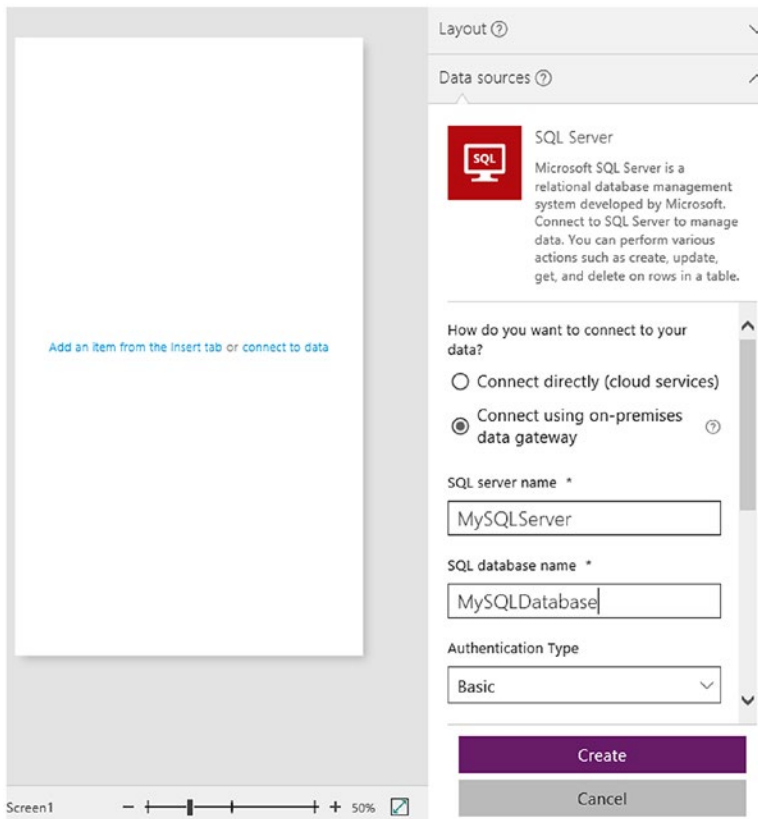 Layout ?
Data sources ?
SQL
SQL Server
Microsoft SQL Server is a
relational database management
system developed by Microsoft.
Connect to SQL Server to manage
data. You can perform various
actions such as create, update,
get, and delete on rows in a table.
Add an item from the Insert tab or connect to data
How do you want to connect to your
data?
Connect directly (cloud services)
Connect using on-premises
data gateway ?
SQL server name *
MySQLServer
SQL database name *
MySQLDatabase
Authentication Type
Basic
Create
Cancel
Screen1 − + 50%